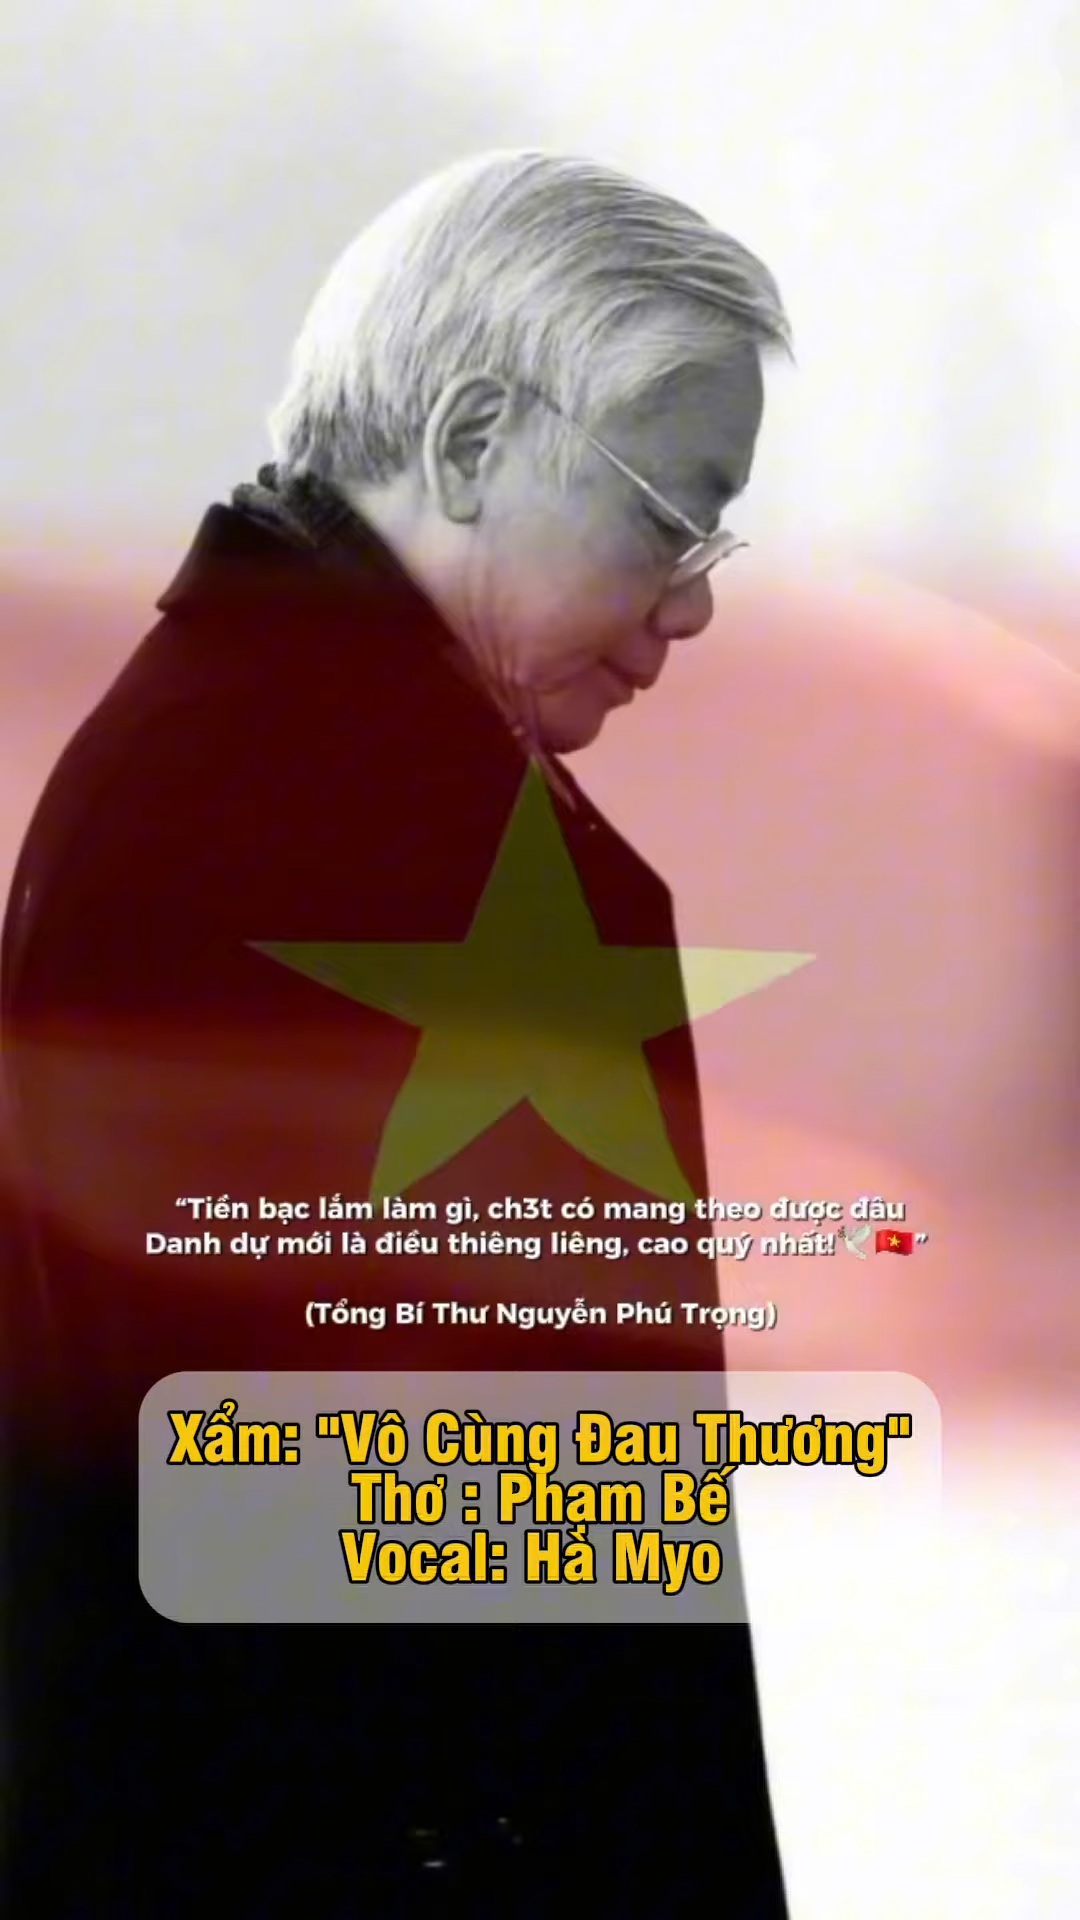 “Tiền bạc lắm làm gì, ch3t có mang theo được đâu
Danh dự mới là điều thiêng liêng, cao quý nhất!🕊️🇻🇳”
(Tổng Bí Thư Nguyễn Phú Trọng)
Xẩm: "Vô Cùng Đau Thương"
Thơ : Phạm Bế
Vocal: Hà Myo